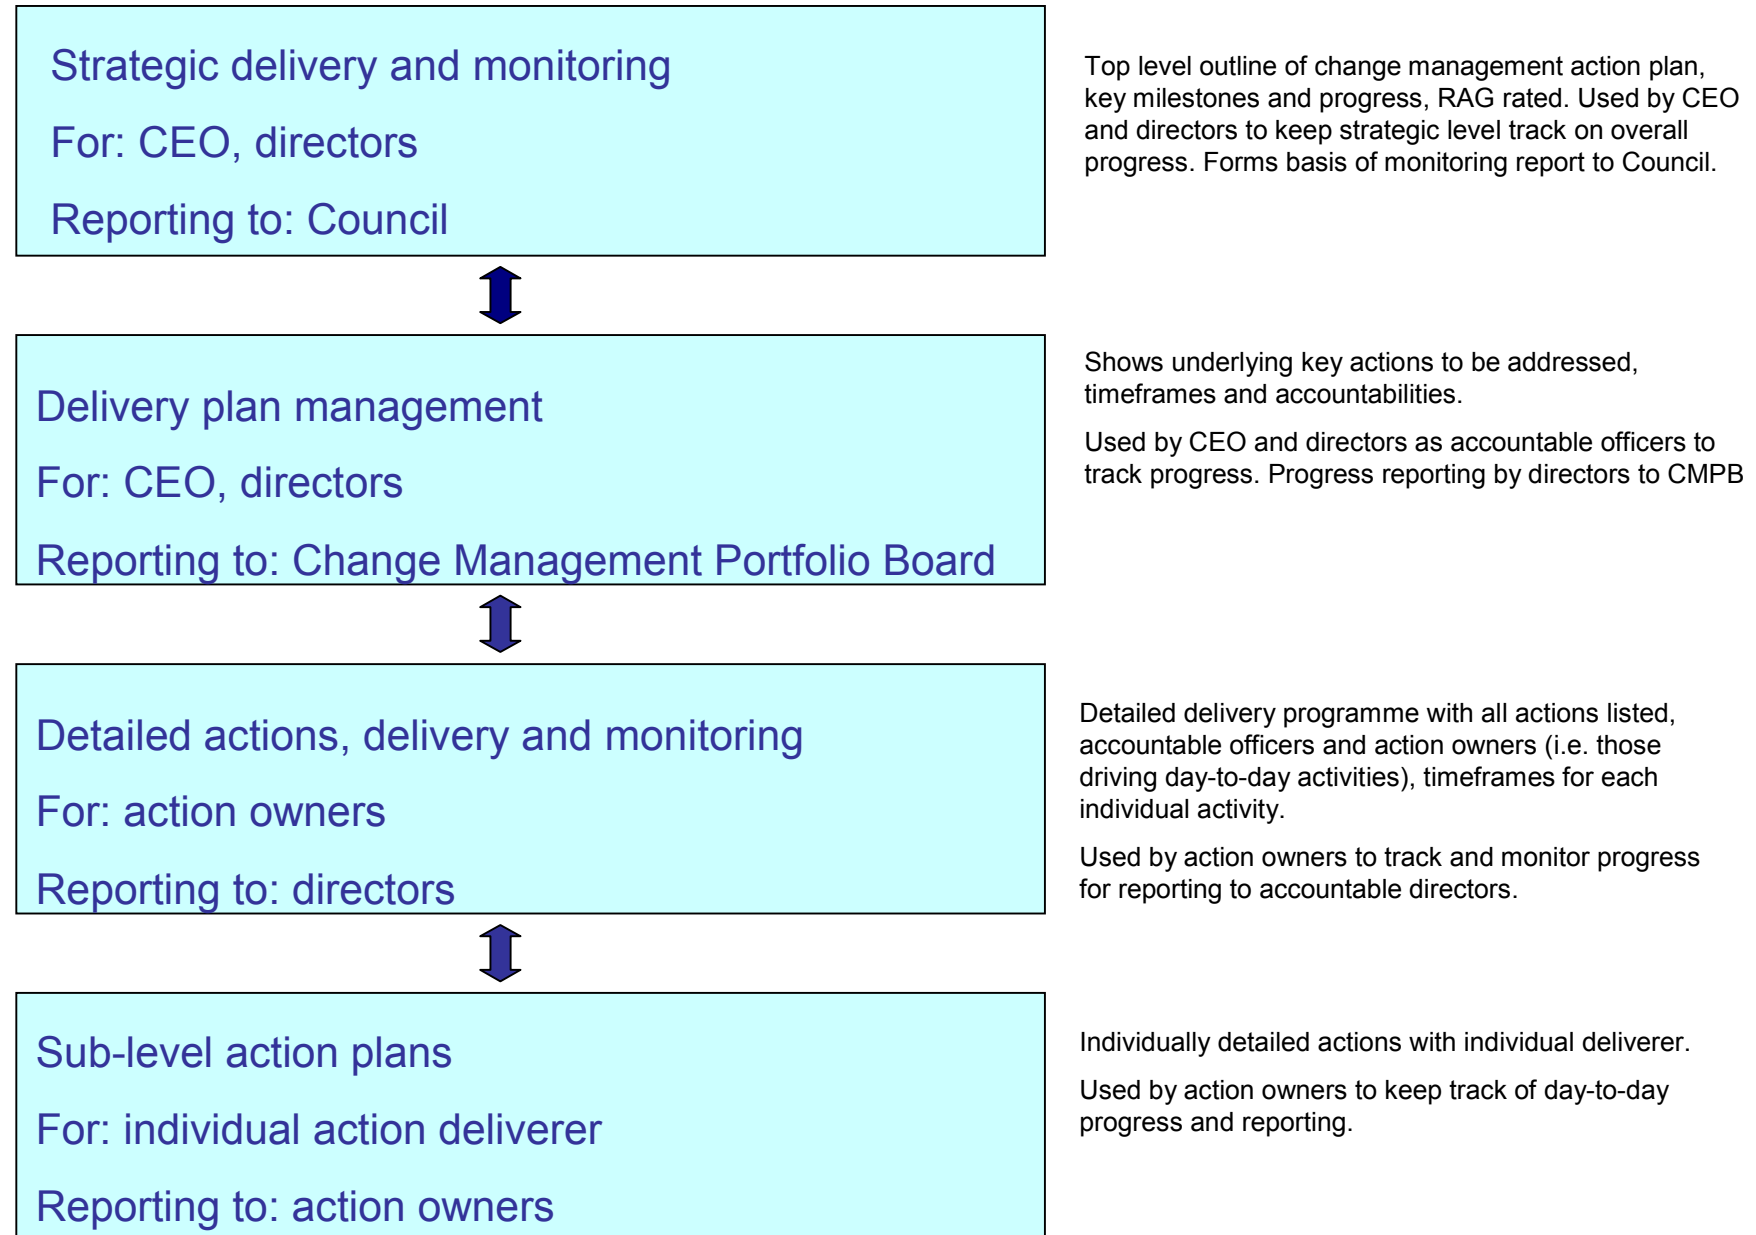 Strategic delivery and monitoring
For: CEO, directors
Reporting to: Council
Top level outline of change management action plan,
key milestones and progress, RAG rated. Used by CEO
and directors to keep strategic level track on overall
progress. Forms basis of monitoring report to Council.
Delivery plan management
For: CEO, directors
Reporting to: Change Management Portfolio Board
Shows underlying key actions to be addressed,
timeframes and accountabilities.
Used by CEO and directors as accountable officers to
track progress. Progress reporting by directors to CMPB
Detailed actions, delivery and monitoring
For: action owners
Reporting to: directors
Detailed delivery programme with all actions listed,
accountable officers and action owners (i.e. those
driving day-to-day activities), timeframes for each
individual activity.
Used by action owners to track and monitor progress
for reporting to accountable directors.
Sub-level action plans
For: individual action deliverer
Reporting to: action owners
Individually detailed actions with individual deliverer.
Used by action owners to keep track of day-to-day
progress and reporting.